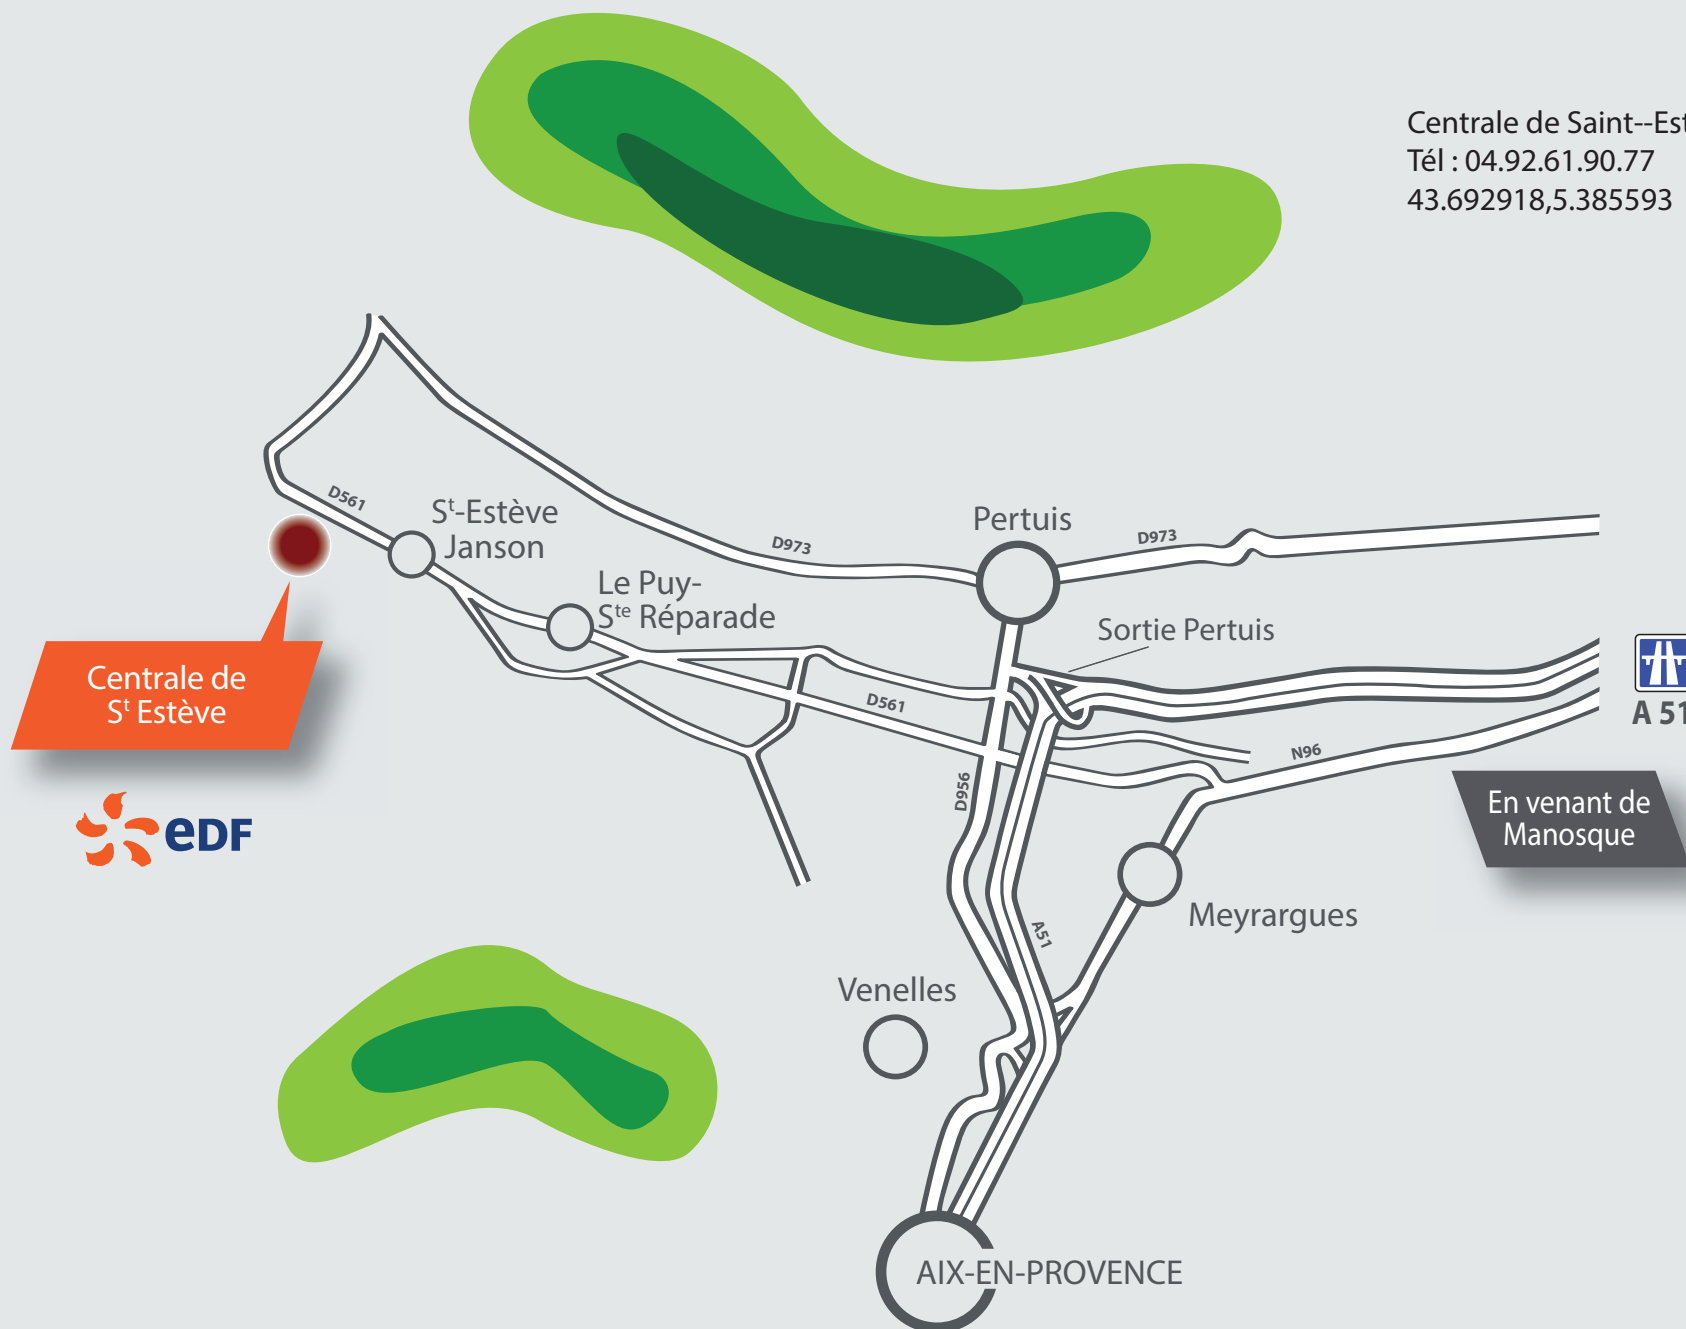 Centrale de Saint--Est
Tél : 04.92.61.90.77
43.692918,5.385593
D561
St-Estève
Janson
D973
Pertuis
D973
Le Puy-
Ste Réparade
Sortie Pertuis
Centrale de
St Estève
D561
A 51
N96
D956
En venant de
Manosque
eDF
Meyrargues
A51
Venelles
AIX-EN-PROVENCE